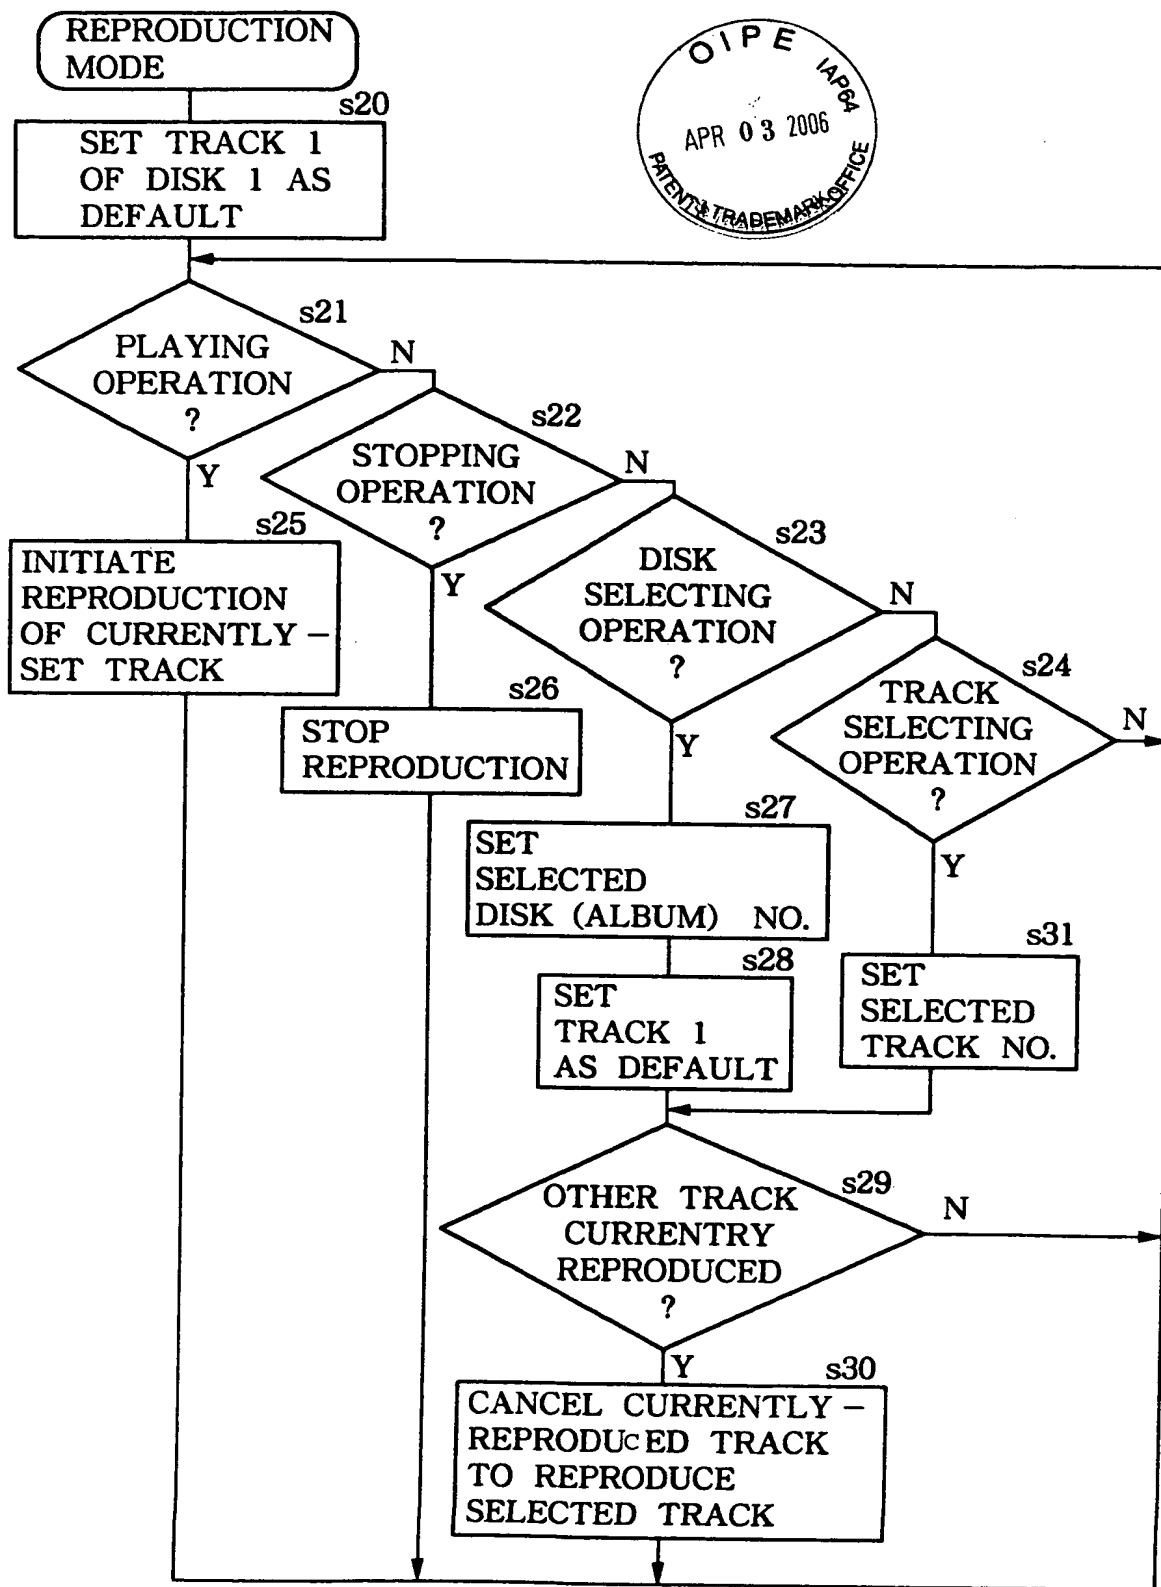 REPRODUCTION
MODE
s20
SET TRACK 1
OF DISK 1 AS
DEFAULT
OIPE
IAP64
APR 03 2006
PATENT & TRADEMARK OFFICE
s21
PLAYING
OPERATION
?
N
Y
s22
STOPPING
OPERATION
?
N
Y
s23
DISK
SELECTING
OPERATION
?
N
Y
s24
TRACK
SELECTING
OPERATION
?
N
Y
s25
INITIATE
REPRODUCTION
OF CURRENTLY-
SET TRACK
s26
STOP
REPRODUCTION
s27
SET
SELECTED
DISK (ALBUM) NO.
s28
SET
TRACK 1
AS DEFAULT
s31
SET
SELECTED
TRACK NO.
s29
OTHER TRACK
CURRENTRY
REPRODUCED
?
N
Y
s30
CANCEL CURRENTLY-
REPRODUCED TRACK
TO REPRODUCE
SELECTED TRACK